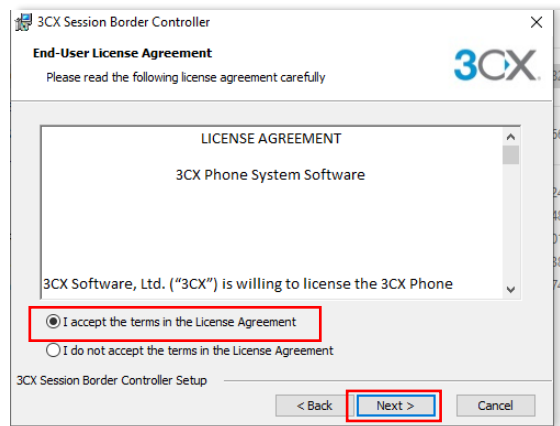 3CX Session Border Controller
End-User License Agreement
Please read the following license agreement carefully
3CX.
LICENSE AGREEMENT
3CX Phone System Software
3CX Software, Ltd. (“3CX”) is willing to license the 3CX Phone
I accept the terms in the License Agreement
I do not accept the terms in the License Agreement
3CX Session Border Controller Setup
< Back Next > Cancel